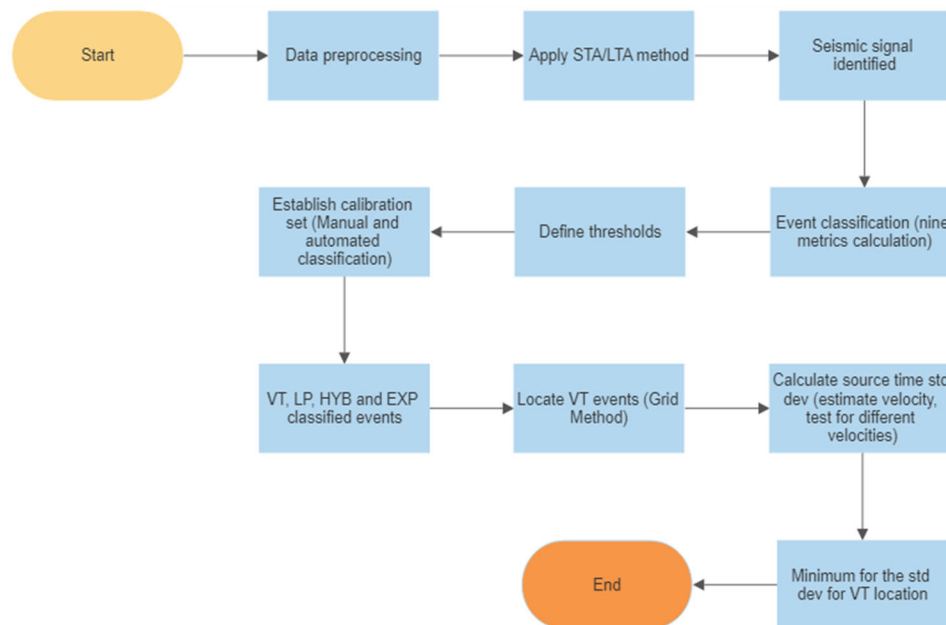 Start
Data preprocessing
Apply STA/LTA method
Seismic signal
identified
Event classification (nine
metrics calculation)
Define thresholds
Establish calibration
set (Manual and
automated
classification)
VT, LP, HYB and EXP
classified events
Locate VT events (Grid
Method)
Calculate source time std
dev (estimate velocity,
test for different
velocities)
Minimum for the std
dev for VT location
End